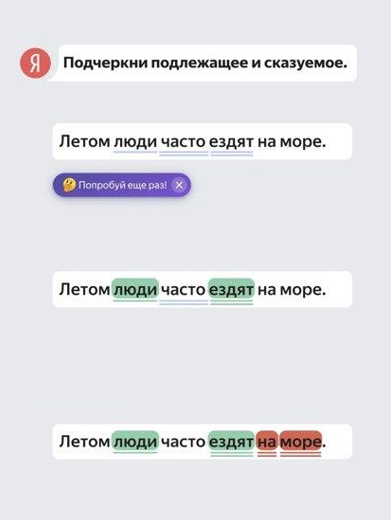 Я
Подчеркни подлежащее и сказуемое.
Летом люди часто ездят на море.
🤔 Попробуй еще раз! ✕
Летом люди часто ездят на море.
Летом люди часто ездят на море.